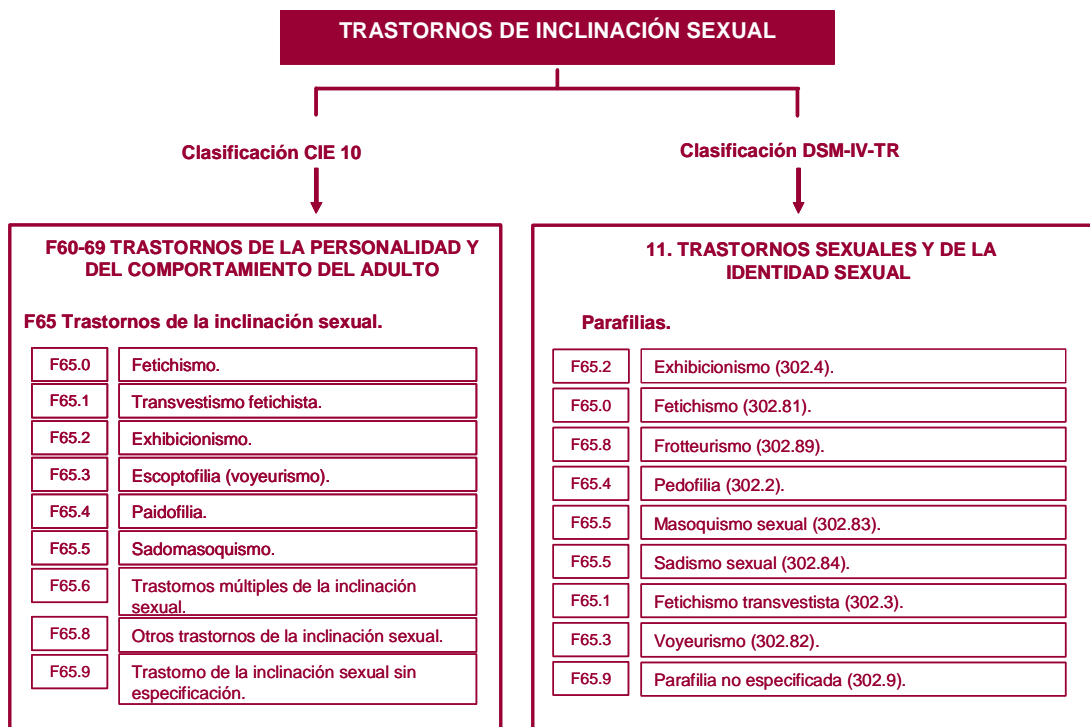 TRASTORNOS DE INCLINACIÓN SEXUAL
Clasificación CIE 10
Clasificación DSM-IV-TR
F60-69 TRASTORNOS DE LA PERSONALIDAD Y
DEL COMPORTAMIENTO DEL ADULTO
F65 Trastornos de la inclinación sexual.
F65.0 Fetichismo.
F65.1 Transvestismo fetichista.
F65.2 Exhibicionismo.
F65.3 Escoptofilia (voyeurismo).
F65.4 Paidofilia.
F65.5 Sadomasoquismo.
F65.6 Trastornos múltiples de la inclinación
sexual.
F65.8 Otros trastornos de la inclinación sexual.
F65.9 Trastorno de la inclinación sexual sin
especificación.
11. TRASTORNOS SEXUALES Y DE LA
IDENTIDAD SEXUAL
Parafilias.
F65.2 Exhibicionismo (302.4).
F65.0 Fetichismo (302.81).
F65.8 Frotteurismo (302.89).
F65.4 Pedofilia (302.2).
F65.5 Masoquismo sexual (302.83).
F65.5 Sadismo sexual (302.84).
F65.1 Fetichismo transvestista (302.3).
F65.3 Voyeurismo (302.82).
F65.9 Parafilia no especificada (302.9).